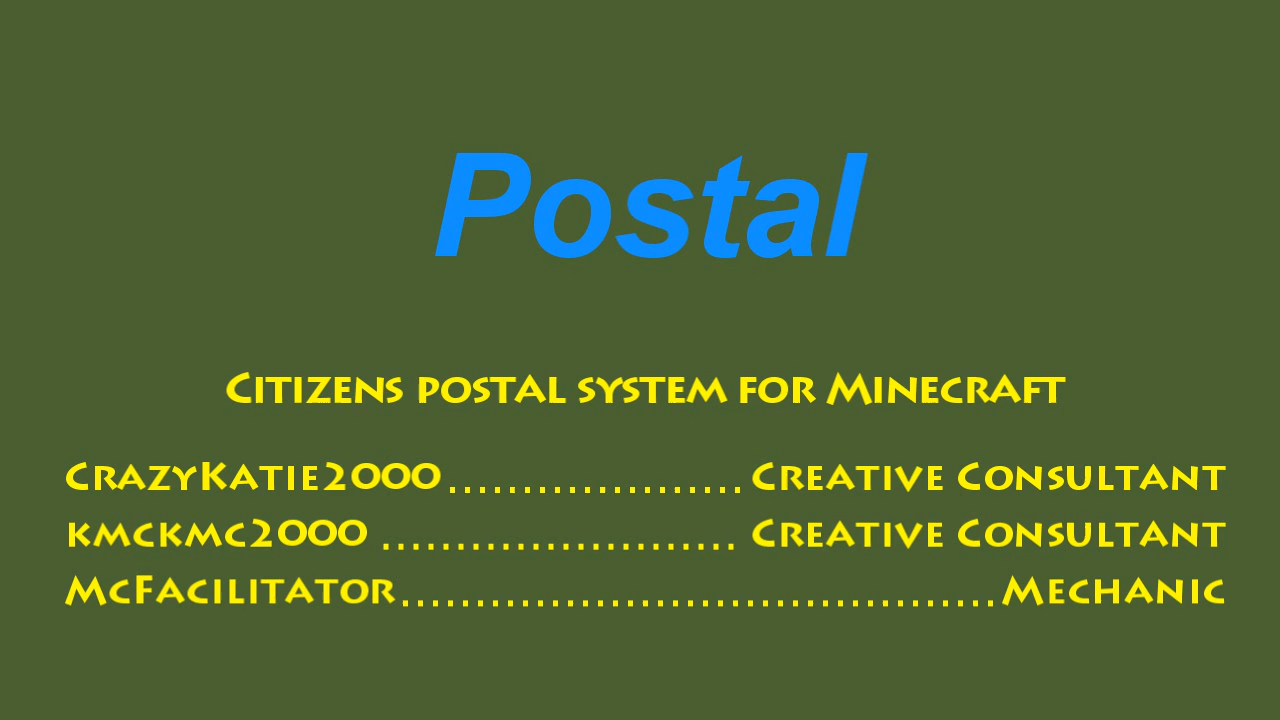 Postal
Citizens postal system for Minecraft
CrazyKatie2000.....................Creative Consultant
kmckmc2000 ........................ Creative Consultant
McFacilitator........................................Mechanic